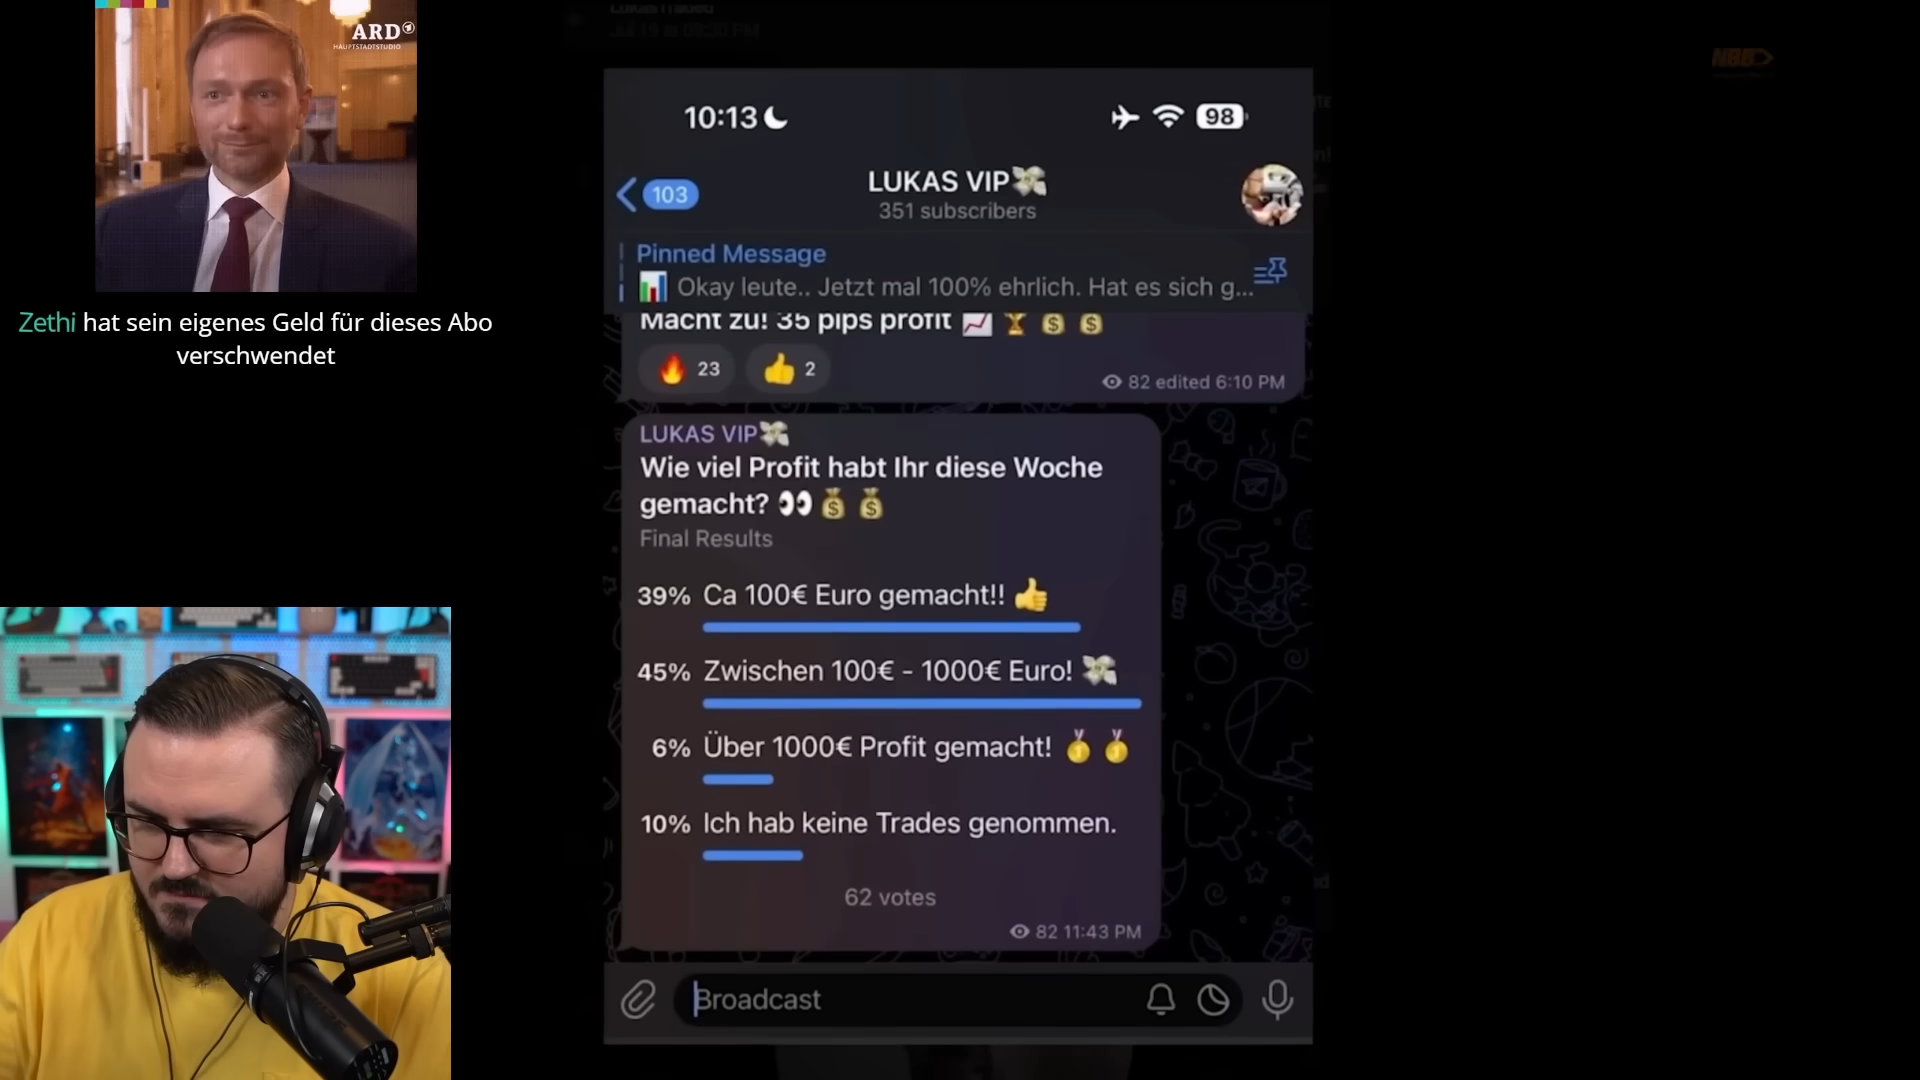 ARD
HAUPTSTADTSTUDIO
Zethi hat sein eigenes Geld für dieses Abo
verschwendet
NBB
10:13
98
103
LUKAS VIP
351 subscribers
Pinned Message
Okay leute.. Jetzt mal 100% ehrlich. Hat es sich g...
Macht zu! 35 pips profit
23
2
82 edited 6:10 PM
LUKAS VIP
Wie viel Profit habt Ihr diese Woche
gemacht?
Final Results
39% Ca 100€ Euro gemacht!!
45% Zwischen 100€ - 1000€ Euro!
6% Über 1000€ Profit gemacht!
10% Ich hab keine Trades genommen.
62 votes
82 11:43 PM
Broadcast